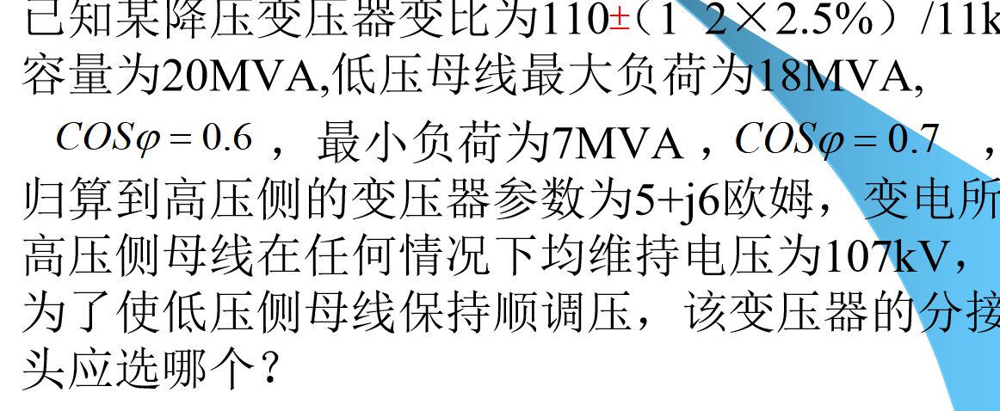 已知某降压变压器变比为110±(1 2×2.5%)/11k
容量为20MVA,低压母线最大负荷为18MVA,
COSφ = 0.6 ，最小负荷为7MVA ，COSφ = 0.7 ，
归算到高压侧的变压器参数为5+j6欧姆，变电所
高压侧母线在任何情况下均维持电压为107kV，
为了使低压侧母线保持顺调压，该变压器的分接
头应选哪个？